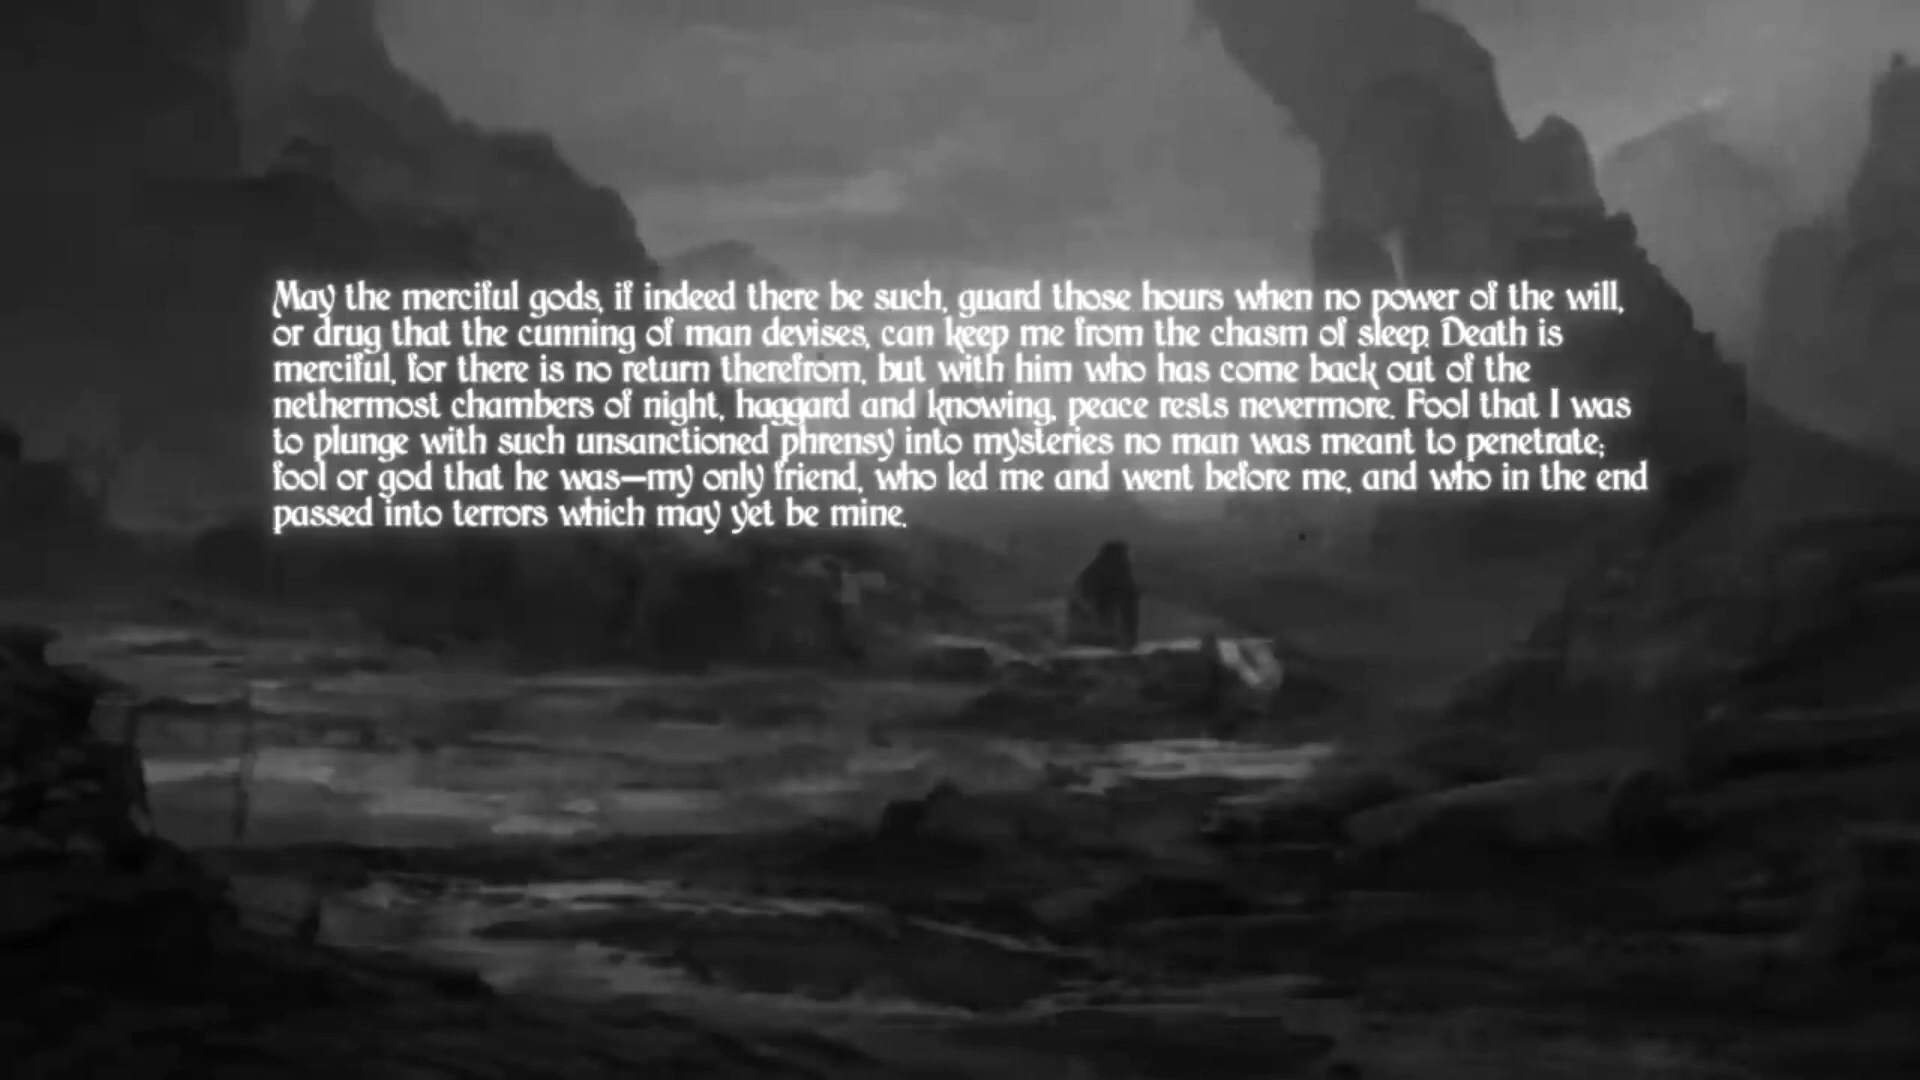 May the merciful gods, if indeed there be such, guard those hours when no power of the will,
or drug that the cunning of man devises, can keep me from the chasm of sleep. Death is
merciful, for there is no return therefrom, but with him who has come back out of the
nethermost chambers of night, haggard and knowing, peace rests nevermore. Fool that I was
to plunge with such unsanctioned phrensy into mysteries no man was meant to penetrate;
fool or god that he was—my only friend, who led me and went before me, and who in the end
passed into terrors which may yet be mine.